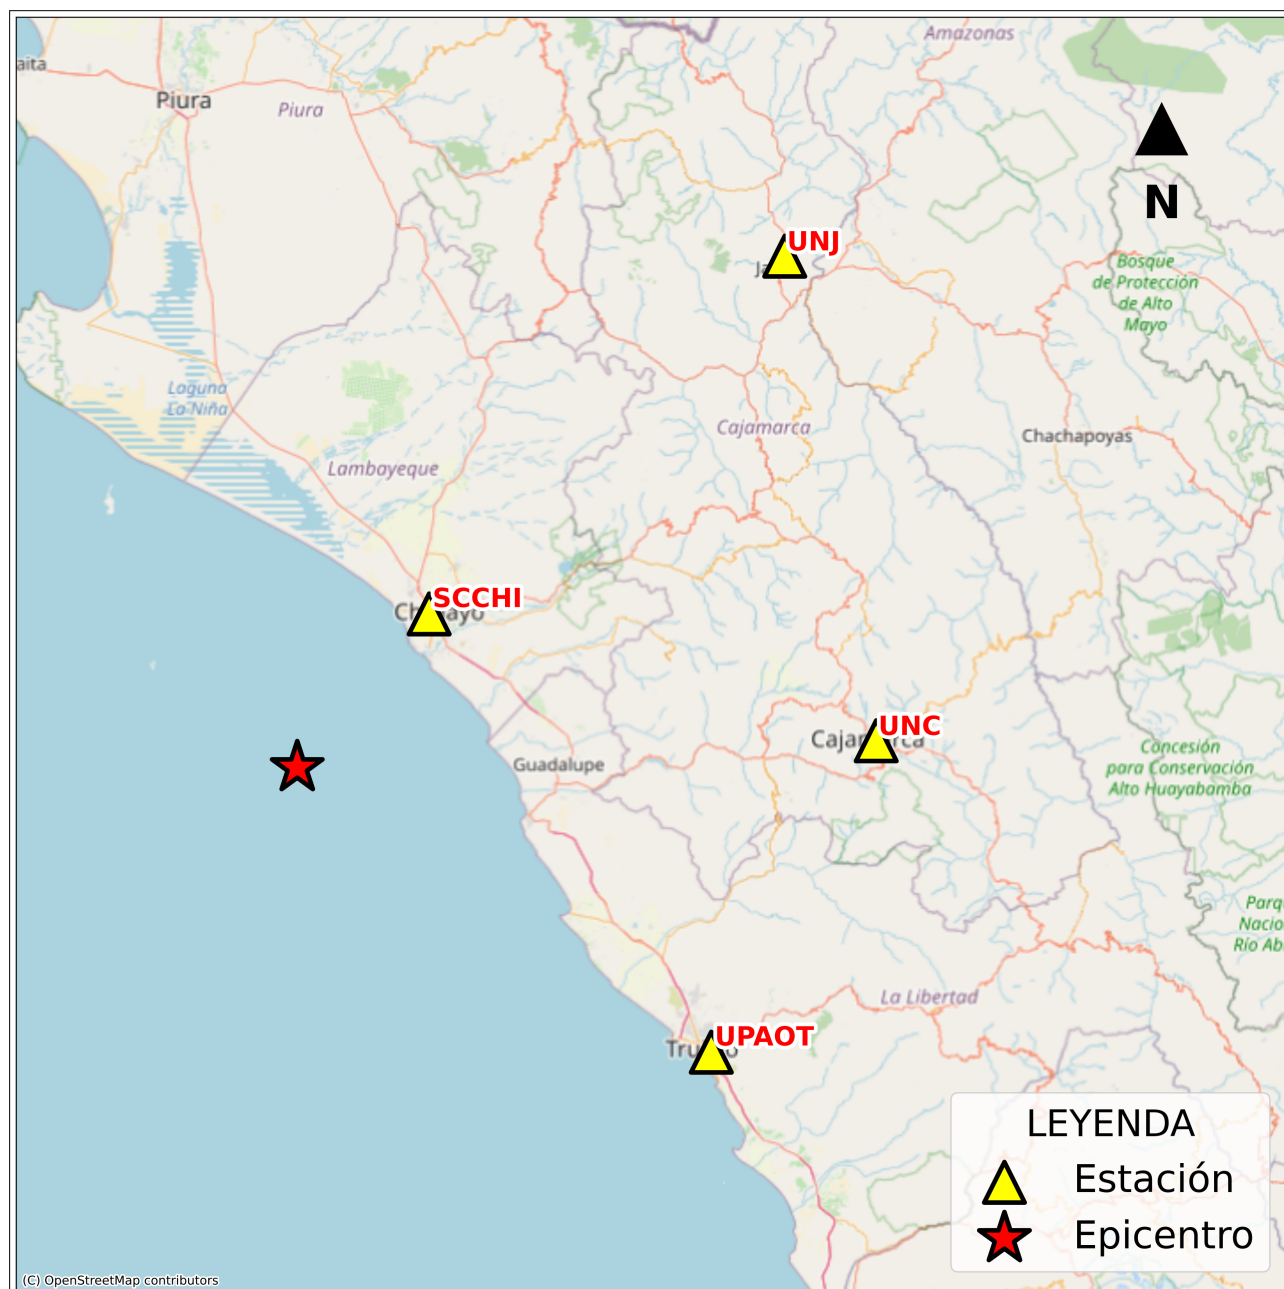 Amazonas
aita
Piura
Piura
N
UNJ
Bosque
de Protección
de Alto
Mayo
Laguna
La Niña
Cajamarca
Chachapoyas
Lambayeque
SCCHI
UNC
Guadalupe
Concesión
para Conservación
Alto Huayabamba
La Libertad
UPAOT
LEYENDA
Estación
Epicentro
(C) OpenStreetMap contributors